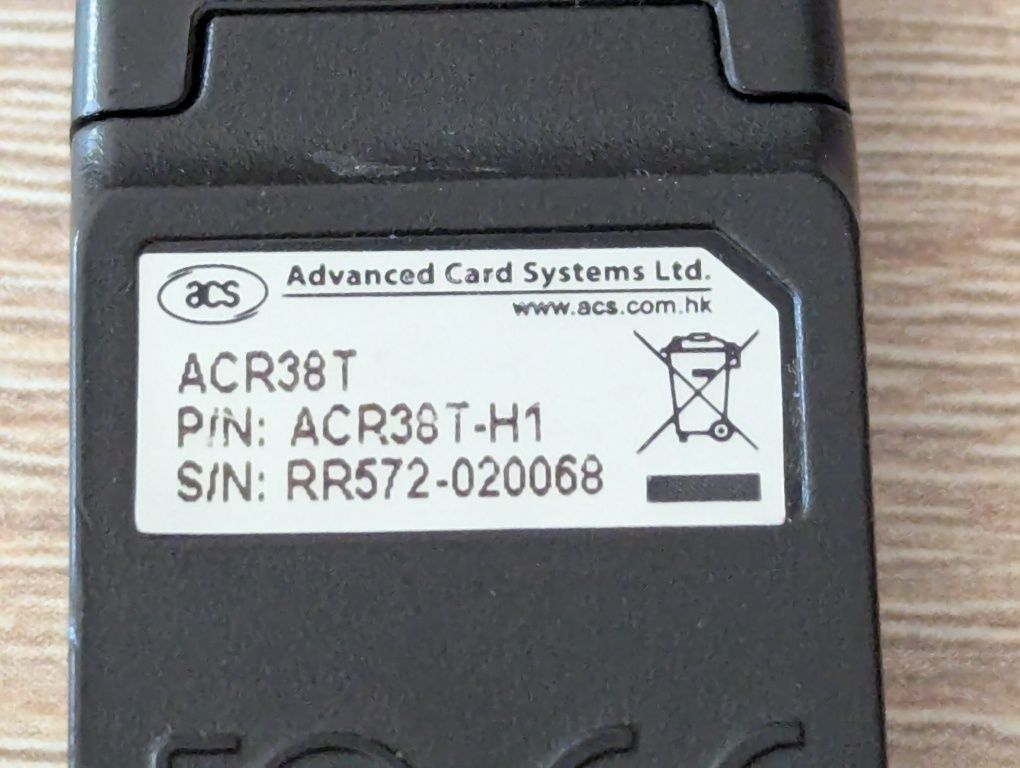 acs
Advanced Card Systems Ltd.
www.acs.com.hk
ACR38T
P/N: ACR38T-H1
S/N: RR572-020068